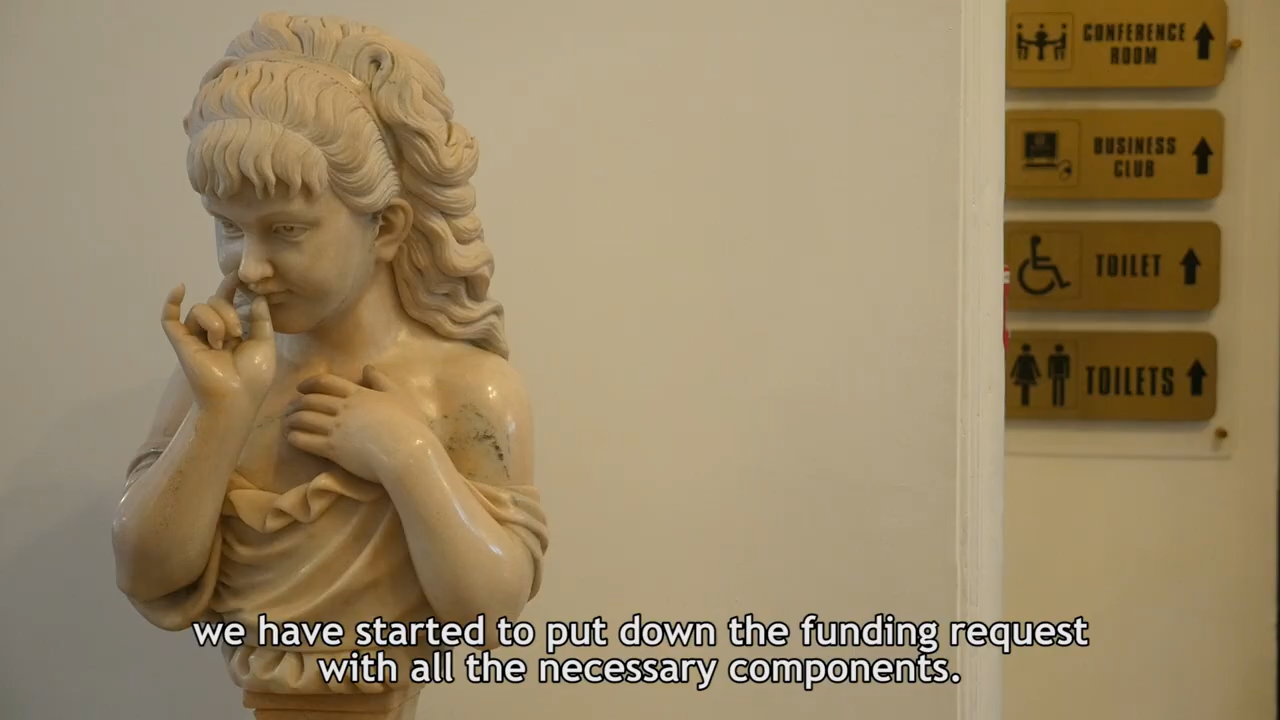 CONFERENCE
ROOM
BUSINESS
CLUB
TOILET
TOILETS
we have started to put down the funding request
with all the necessary components.